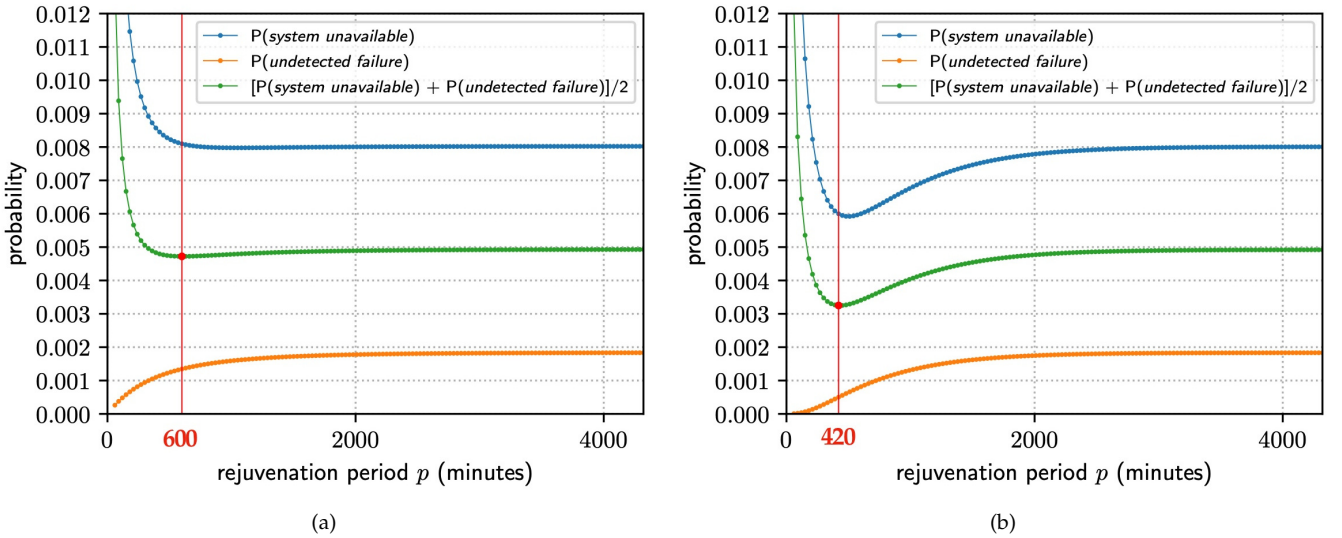 0.012
0.011
0.010
0.009
0.008
0.007
0.006
0.005
0.004
0.003
0.002
0.001
0.000
probability
P(system unavailable)
P(undetected failure)
[P(system unavailable) + P(undetected failure)]/2
0
600
2000
4000
rejuvenation period p (minutes)
(a)
0.012
0.011
0.010
0.009
0.008
0.007
0.006
0.005
0.004
0.003
0.002
0.001
0.000
probability
P(system unavailable)
P(undetected failure)
[P(system unavailable) + P(undetected failure)]/2
0
420
2000
4000
rejuvenation period p (minutes)
(b)